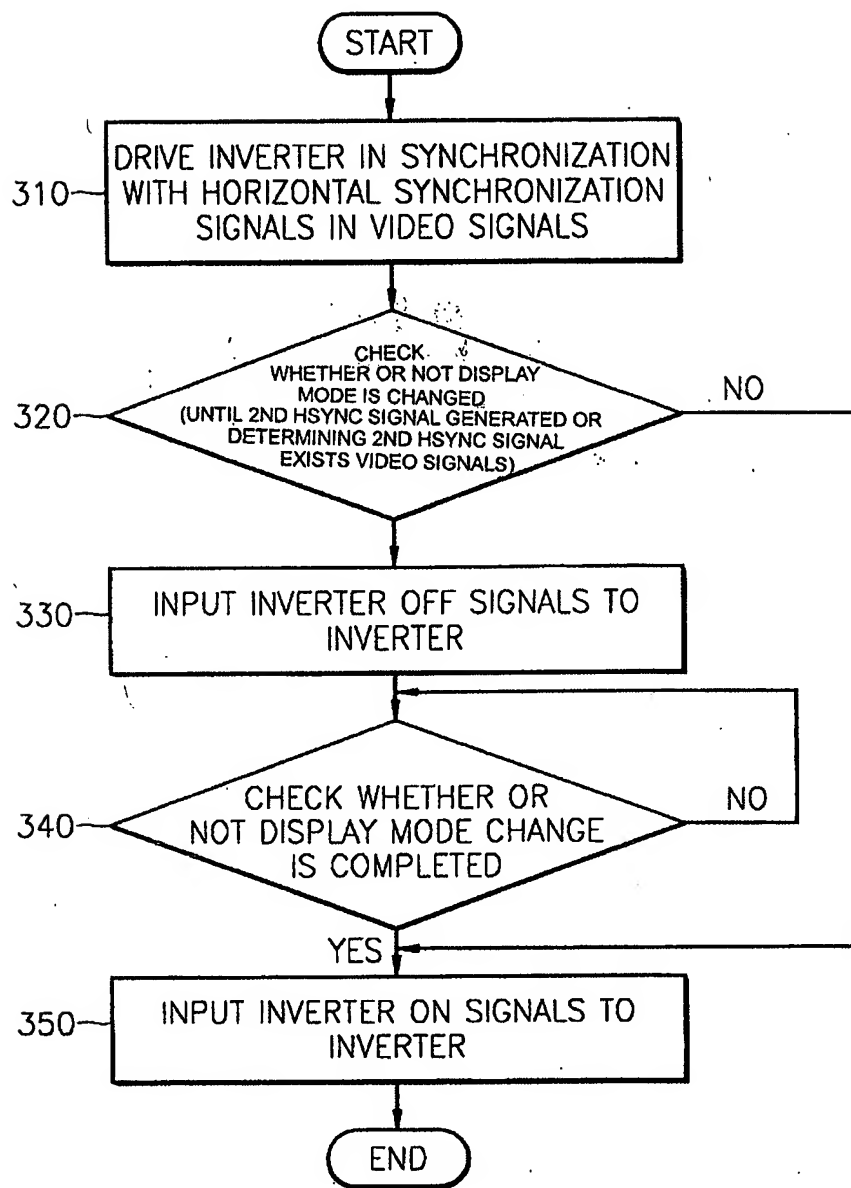 START
310
DRIVE INVERTER IN SYNCHRONIZATION
WITH HORIZONTAL SYNCHRONIZATION
SIGNALS IN VIDEO SIGNALS
320
CHECK
WHETHER OR NOT DISPLAY
MODE IS CHANGED
(UNTIL 2ND HSYNC SIGNAL GENERATED OR
DETERMINING 2ND HSYNC SIGNAL
EXISTS VIDEO SIGNALS)
NO
330
INPUT INVERTER OFF SIGNALS TO
INVERTER
340
CHECK WHETHER OR
NOT DISPLAY MODE CHANGE
IS COMPLETED
NO
YES
350
INPUT INVERTER ON SIGNALS TO
INVERTER
END